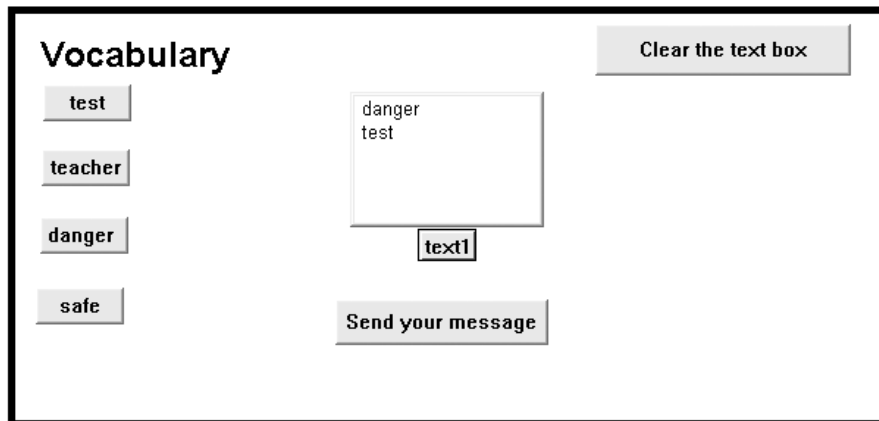 Vocabulary
Clear the text box
test
teacher
danger
safe
danger
test
text1
Send your message